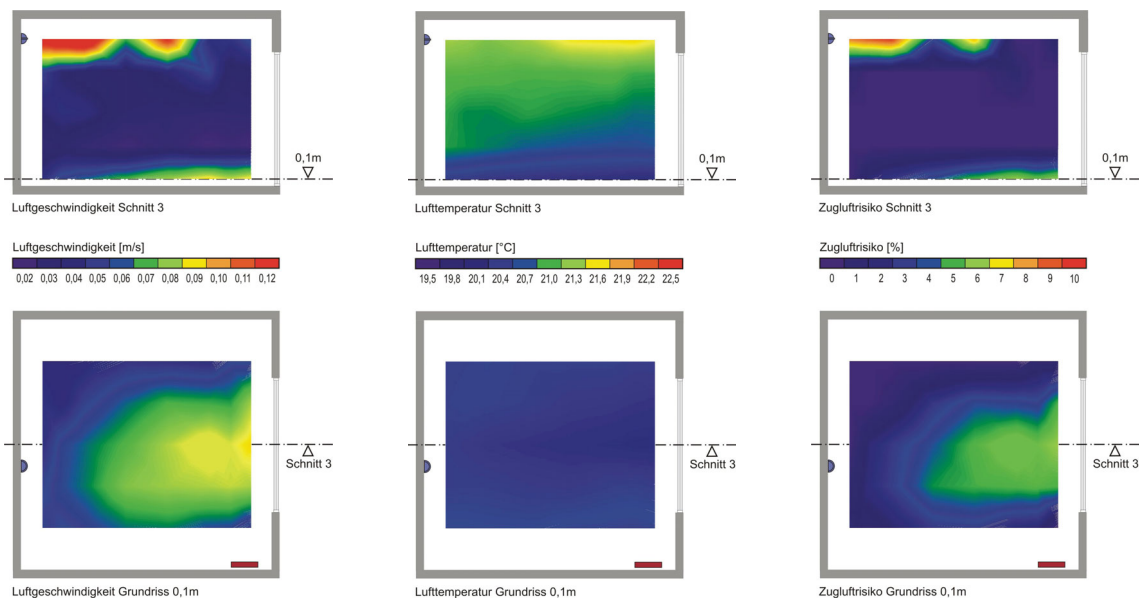 0,1m
0,1m
0,1m
Luftgeschwindigkeit Schnitt 3
Lufttemperatur Schnitt 3
Zugluftrisiko Schnitt 3
Luftgeschwindigkeit [m/s]
Lufttemperatur [°C]
Zugluftrisiko [%]
0,02 0,03 0,04 0,05 0,06 0,07 0,08 0,09 0,10 0,11 0,12
19,5 19,8 20,1 20,4 20,7 21,0 21,3 21,6 21,9 22,2 22,5
0 1 2 3 4 5 6 7 8 9 10
Schnitt 3
Schnitt 3
Schnitt 3
Luftgeschwindigkeit Grundriss 0,1m
Lufttemperatur Grundriss 0,1m
Zugluftrisiko Grundriss 0,1m